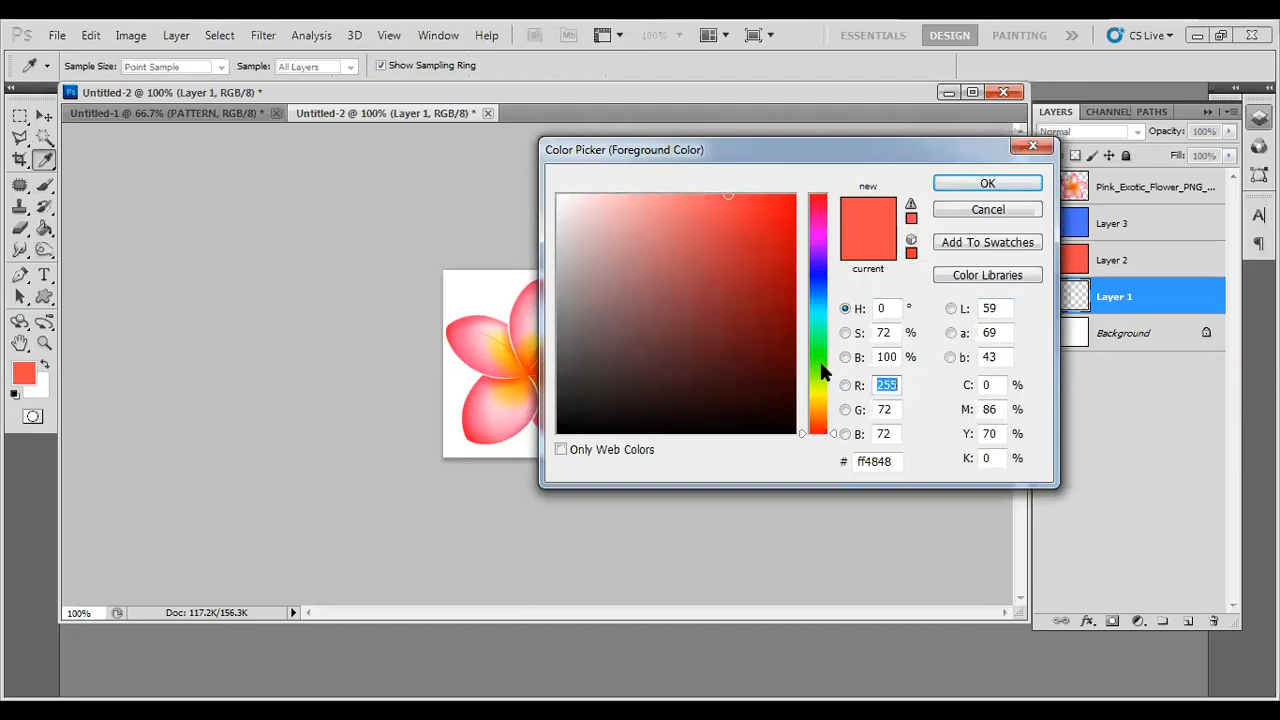 Ps File Edit Image Layer Select Filter Analysis 3D View Window Help Br Mb 100% ESSENTIALS DESIGN PAINTING CS Live
Sample Size: Point Sample Sample: All Layers Show Sampling Ring
Ps Untitled-2 @ 100% (Layer 1, RGB/8) *
Untitled-1 @ 66.7% (PATTERN, RGB/8) * Untitled-2 @ 100% (Layer 1, RGB/8) *
Color Picker (Foreground Color)
new
current
OK
Cancel
Add To Swatches
Color Libraries
H: 0 °
S: 72 %
B: 100 %
R: 255
G: 72
B: 72
# ff4848
L: 59
a: 69
b: 43
C: 0 %
M: 86 %
Y: 70 %
K: 0 %
Only Web Colors
LAYERS CHANNEL PATHS
Normal Opacity: 100%
Fill: 100%
Pink_Exotic_Flower_PNG_...
Layer 3
Layer 2
Layer 1
Background
fx
T
A
100% Doc: 117.2K/156.3K